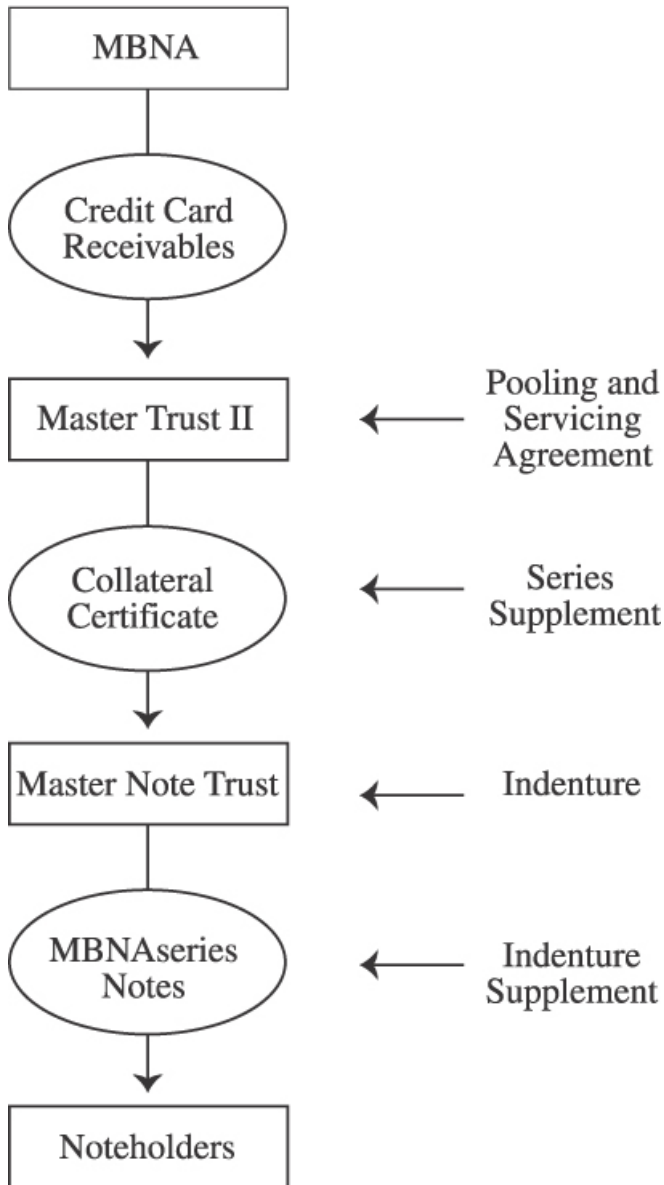 MBNA
Credit Card
Receivables
Master Trust II
Pooling and
Servicing
Agreement
Collateral
Certificate
Series
Supplement
Master Note Trust
Indenture
MBNAseries
Notes
Indenture
Supplement
Noteholders